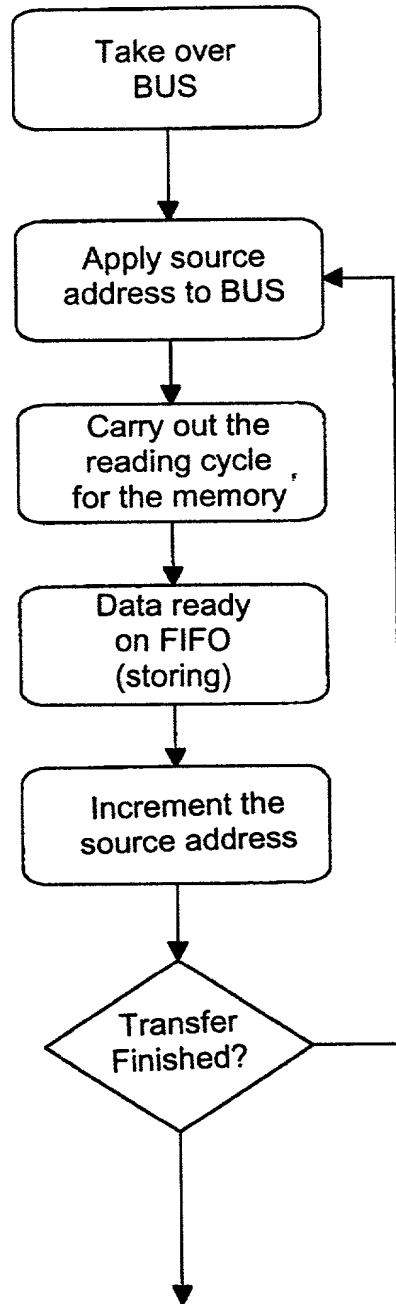 Take over
BUS
Apply source
address to BUS
Carry out the
reading cycle
for the memory
Data ready
on FIFO
(storing)
Increment the
source address
Transfer
Finished?